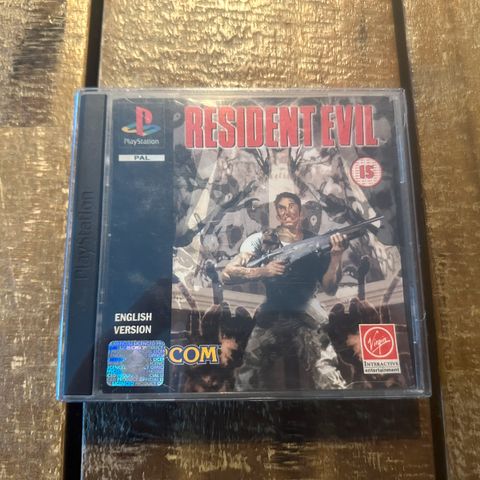 RESIDENT EVIL
PlayStation
PAL
15
PlayStation
ENGLISH
VERSION
COM
Virgin
INTERACTIVE
entertainment